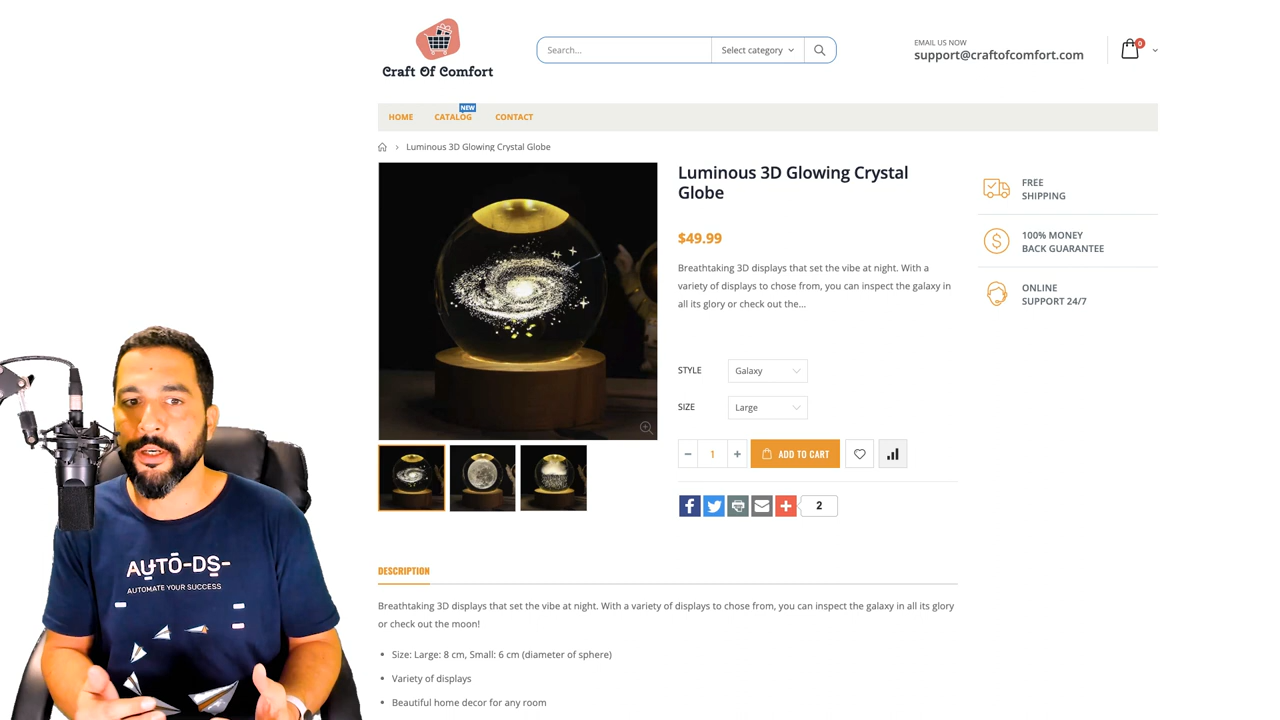 Craft Of Comfort
Search...
Select category
EMAIL US NOW
support@craftofcomfort.com
0
HOME
CATALOG
NEW
CONTACT
Luminous 3D Glowing Crystal Globe
Luminous 3D Glowing Crystal
Globe
$49.99
Breathtaking 3D displays that set the vibe at night. With a
variety of displays to chose from, you can inspect the galaxy in
all its glory or check out the...
STYLE
Galaxy
SIZE
Large
1
ADD TO CART
2
FREE
SHIPPING
100% MONEY
BACK GUARANTEE
ONLINE
SUPPORT 24/7
DESCRIPTION
Breathtaking 3D displays that set the vibe at night. With a variety of displays to chose from, you can inspect the galaxy in all its glory
or check out the moon!
Size: Large: 8 cm, Small: 6 cm (diameter of sphere)
Variety of displays
Beautiful home decor for any room
AUTO-DS-
AUTOMATE YOUR SUCCESS